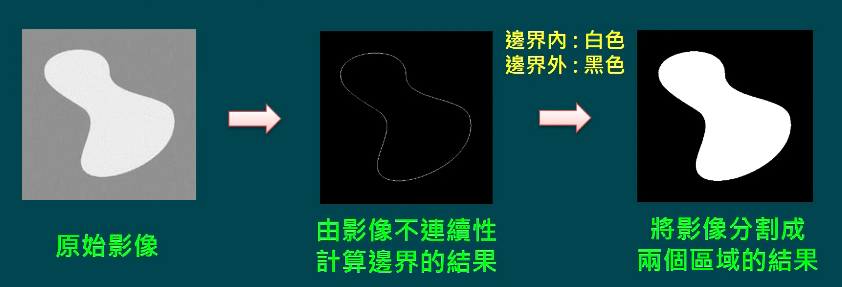 邊界內 : 白色
邊界外 : 黑色
原始影像
由影像不連續性
計算邊界的結果
將影像分割成
兩個區域的結果